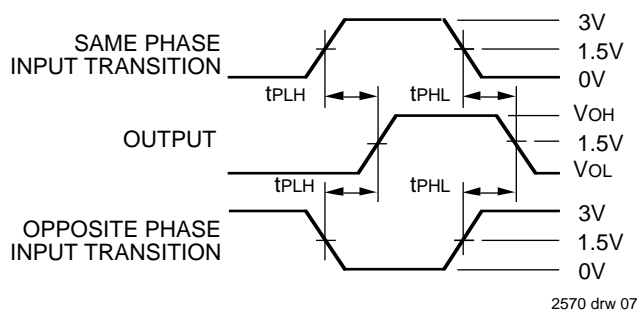 3V
SAME PHASE
INPUT TRANSITION
1.5V
0V
tPLH
tPHL
VOH
OUTPUT
1.5V
VOL
tPLH
tPHL
3V
OPPOSITE PHASE
INPUT TRANSITION
1.5V
0V
2570 drw 07